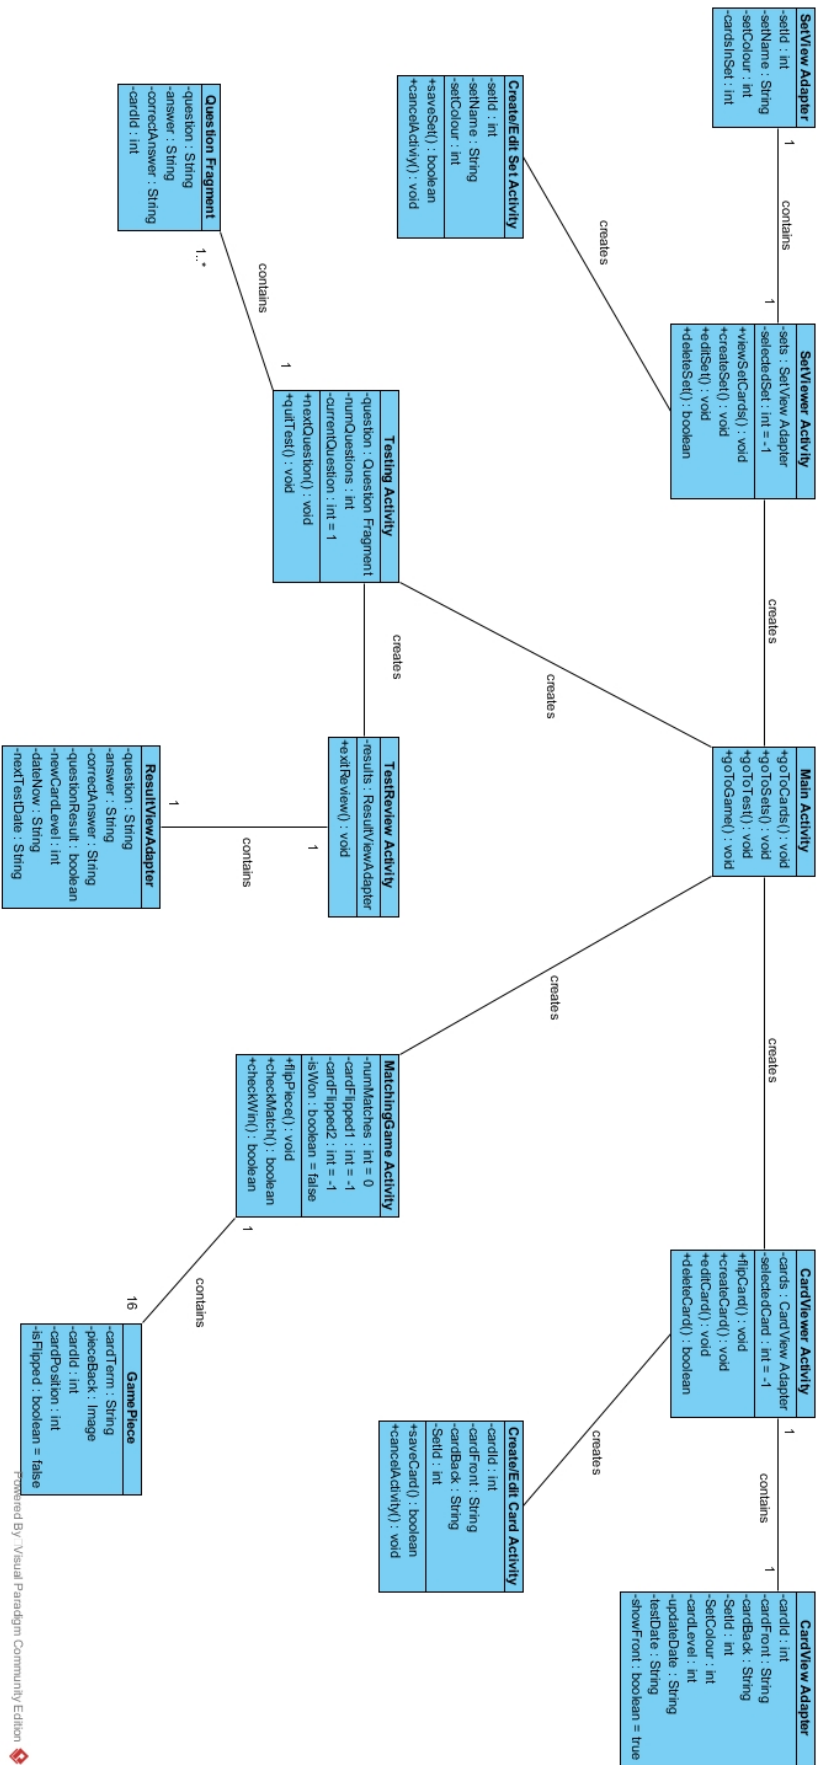 SetView Adapter
-setId : int
-setName : String
-setColour : int
-cardsInSet : int
1
contains
1
SetViewer Activity
-sets : SetView Adapter
-selectedSet : int = -1
+viewSetCards() : void
+createSet() : void
+editSet() : void
+deleteSet() : boolean
creates
Main Activity
+goToCards() : void
+goToSets() : void
+goToTest() : void
+goToGame() : void
creates
CardViewer Activity
-cards : CardView Adapter
-selectedCard : int = -1
+flipCard() : void
+createCard() : void
+editCard() : void
+deleteCard() : boolean
1
contains
1
CardView Adapter
-cardId : int
-cardFront : String
-cardBack : String
-SetId : int
-SetColour : int
-cardLevel : int
-updateDate : String
-testDate : String
-showFront : boolean = true
creates
creates
creates
creates
Create/Edit Set Activity
-setId : int
-setName : String
-setColour : int
+saveSet() : boolean
+cancelActiviy() : void
Testing Activity
-question : Question Fragment
-numQuestions : int
-currentQuestion : int = 1
+nextQuestion() : void
+quitTest() : void
creates
TestReview Activity
-results : ResultViewAdapter
+exitReview() : void
MatchingGame Activity
-numMatches : int = 0
-cardFlipped1 : int = -1
-cardFlipped2 : int = -1
-isWon : boolean = false
+flipPiece() : void
+checkMatch() : boolean
+checkWin() : boolean
Create/Edit Card Activity
-cardId : int
-cardFront : String
-cardBack : String
-SetId : int
+saveCard() : boolean
+cancelActivity() : void
1
contains
1..*
Question Fragment
-question : String
-answer : String
-correctAnswer : String
-cardId : int
1
contains
1
ResultViewAdapter
-question : String
-answer : String
-correctAnswer : String
-questionResult : boolean
-newCardLevel : int
-dateNow : String
-nextTestDate : String
1
contains
16
GamePiece
-cardTerm : String
-pieceBack : Image
-cardId : int
-cardPosition : int
-isFlipped : boolean = false
Powered By Visual Paradigm Community Edition